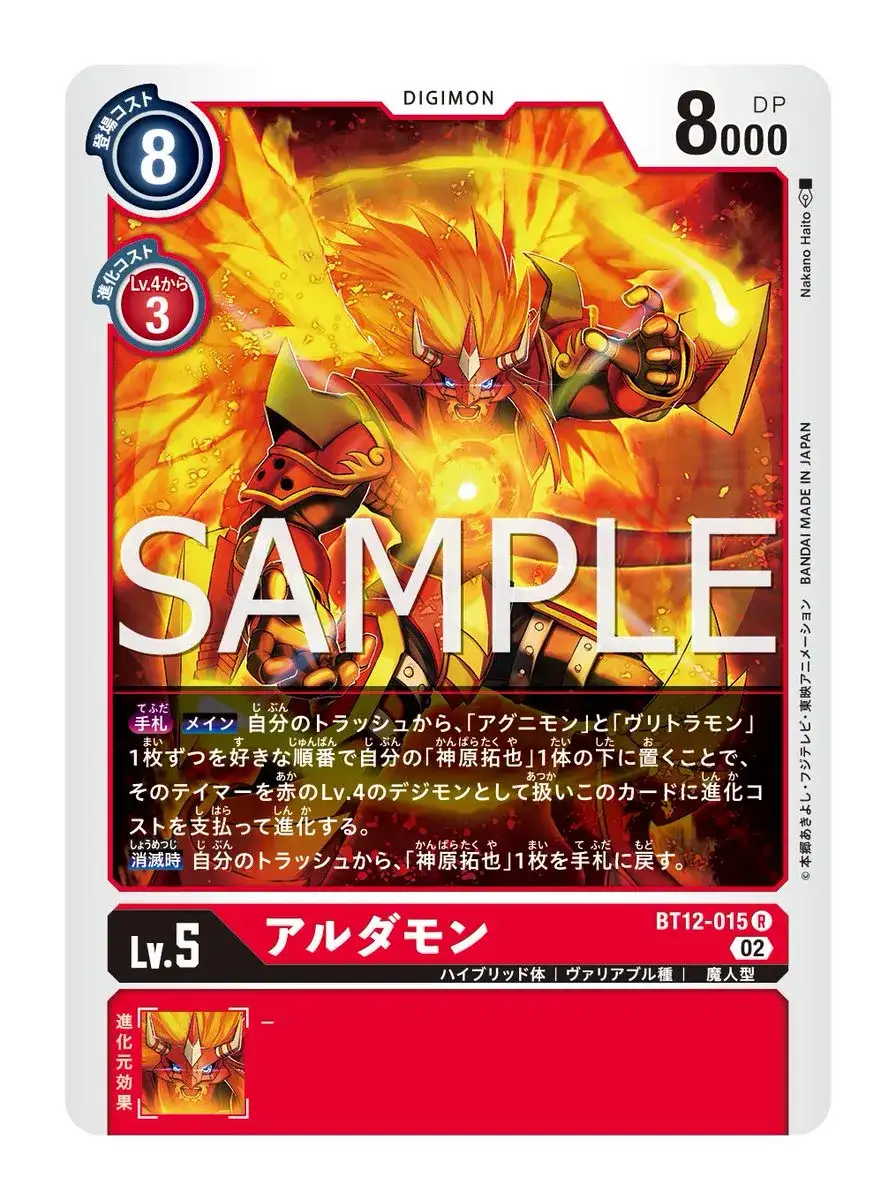 DIGIMON
登場コスト
8
8000
DP
進化コスト
Lv.4から
3
Nakano Haito
SAMPLE
BANDAI MADE IN JAPAN
© 本郷あきよし・フジテレビ・東映アニメーション
手札 メイン 自分のトラッシュから、「アグニモン」と「ヴリトラモン」
1枚ずつを好きな順番で自分の「神原拓也」1体の下に置くことで、
そのテイマーを赤のLv.4のデジモンとして扱いこのカードに進化コ
ストを支払って進化する。
消滅時 自分のトラッシュから、「神原拓也」1枚を手札に戻す。
Lv.5
アルダモン
BT12-015 R
02
ハイブリッド体 | ヴァリアブル種 | 魔人型
進化元効果
–